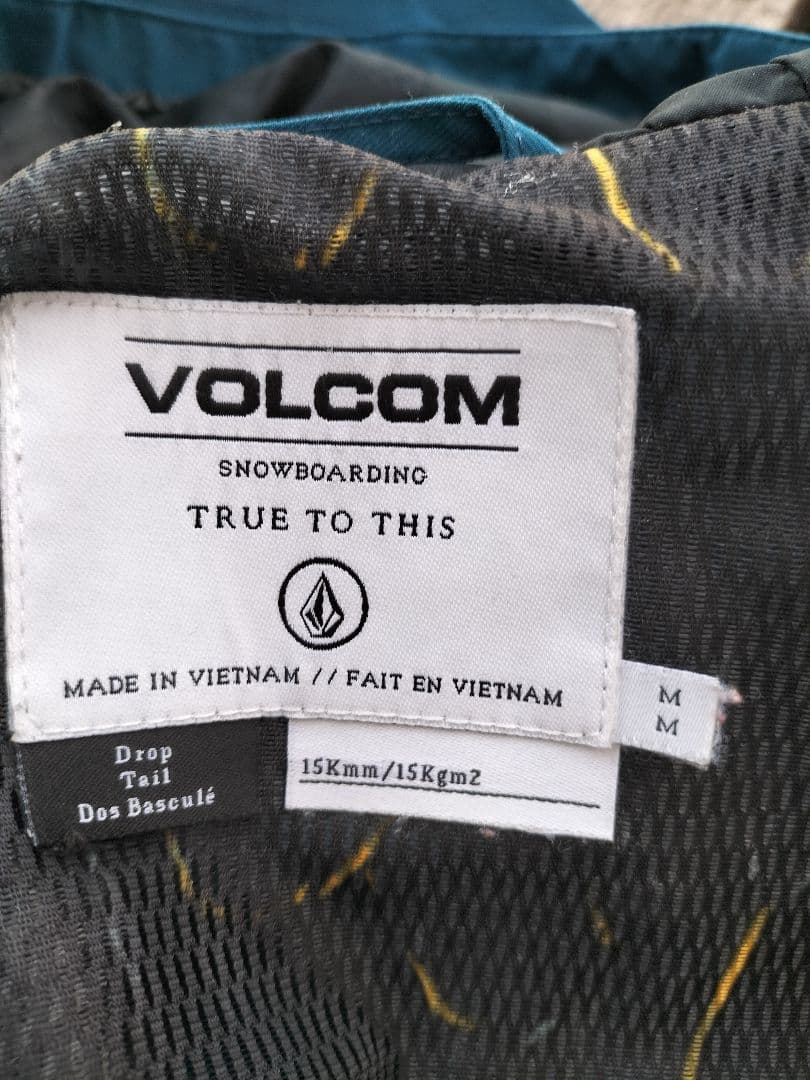 VOLCOM
SNOWBOARDING
TRUE TO THIS
MADE IN VIETNAM // FAIT EN VIETNAM
M
M
Drop
Tail
Dos Basculé
15Kmm/15Kgm2